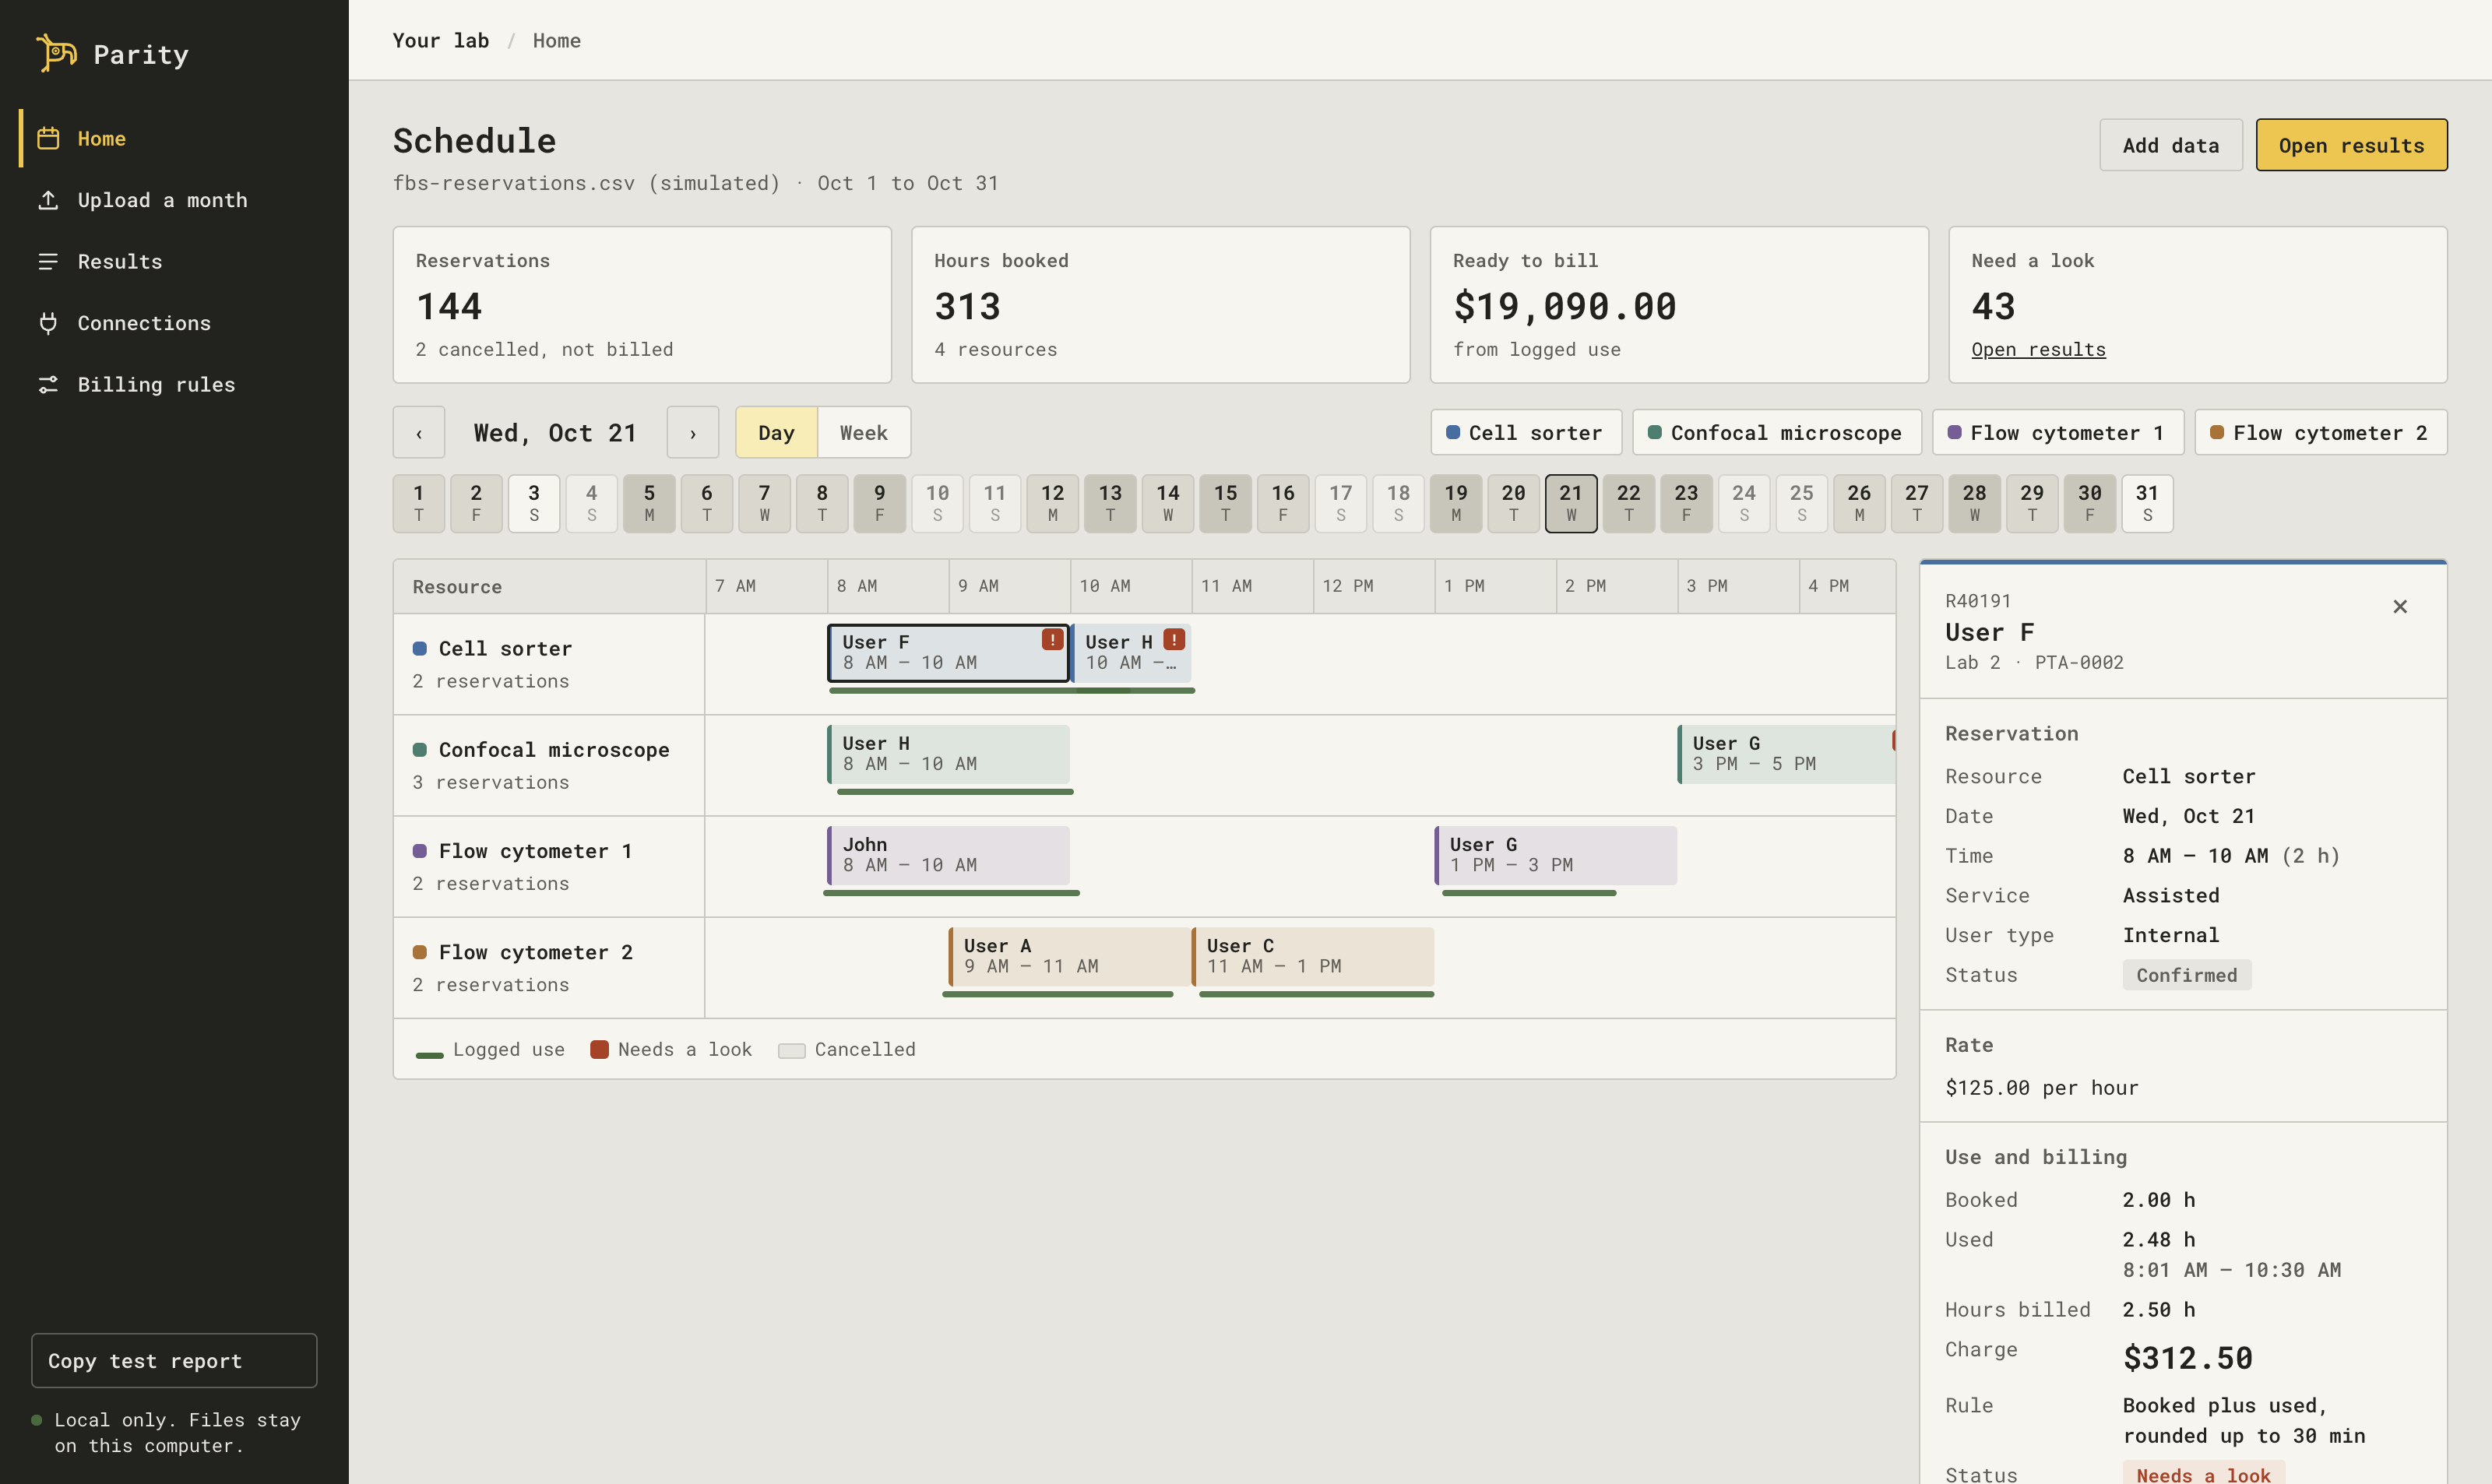 Parity
Home
Upload a month
Results
Connections
Billing rules
Copy test report
Local only. Files stay
on this computer.
Your lab / Home
Schedule
fbs-reservations.csv (simulated) · Oct 1 to Oct 31
Add data
Open results
Reservations
144
2 cancelled, not billed
Hours booked
313
4 resources
Ready to bill
$19,090.00
from logged use
Need a look
43
Open results
‹ Wed, Oct 21 ›
Day Week
Cell sorter
Confocal microscope
Flow cytometer 1
Flow cytometer 2
1 2 3 4 5 6 7 8 9 10 11 12 13 14 15 16 17 18 19 20 21 22 23 24 25 26 27 28 29 30 31
T F S S M T W T F S S M T W T F S S M T W T F S S M T W T F S
Resource 7 AM 8 AM 9 AM 10 AM 11 AM 12 PM 1 PM 2 PM 3 PM 4 PM
Cell sorter
2 reservations
User F !
8 AM – 10 AM
User H !
10 AM –…
Confocal microscope
3 reservations
User H
8 AM – 10 AM
User G
3 PM – 5 PM
Flow cytometer 1
2 reservations
John
8 AM – 10 AM
User G
1 PM – 3 PM
Flow cytometer 2
2 reservations
User A
9 AM – 11 AM
User C
11 AM – 1 PM
Logged use Needs a look Cancelled
R40191
User F
Lab 2 · PTA-0002
×
Reservation
Resource Cell sorter
Date Wed, Oct 21
Time 8 AM – 10 AM (2 h)
Service Assisted
User type Internal
Status Confirmed
Rate
$125.00 per hour
Use and billing
Booked 2.00 h
Used 2.48 h
8:01 AM – 10:30 AM
Hours billed 2.50 h
Charge $312.50
Rule Booked plus used,
rounded up to 30 min
Status Needs a look